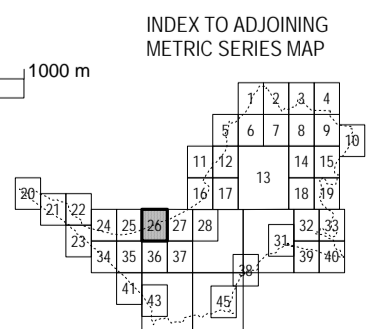 INDEX TO ADJOINING
METRIC SERIES MAP
1000 m
1 2 3 4
5 6 7 8 9 10
11 12 13 14 15
16 17 18 19
20 21 22
23 24 25 26 27 28 31 32 33
34 35 36 37 38 39 40
41 43 45